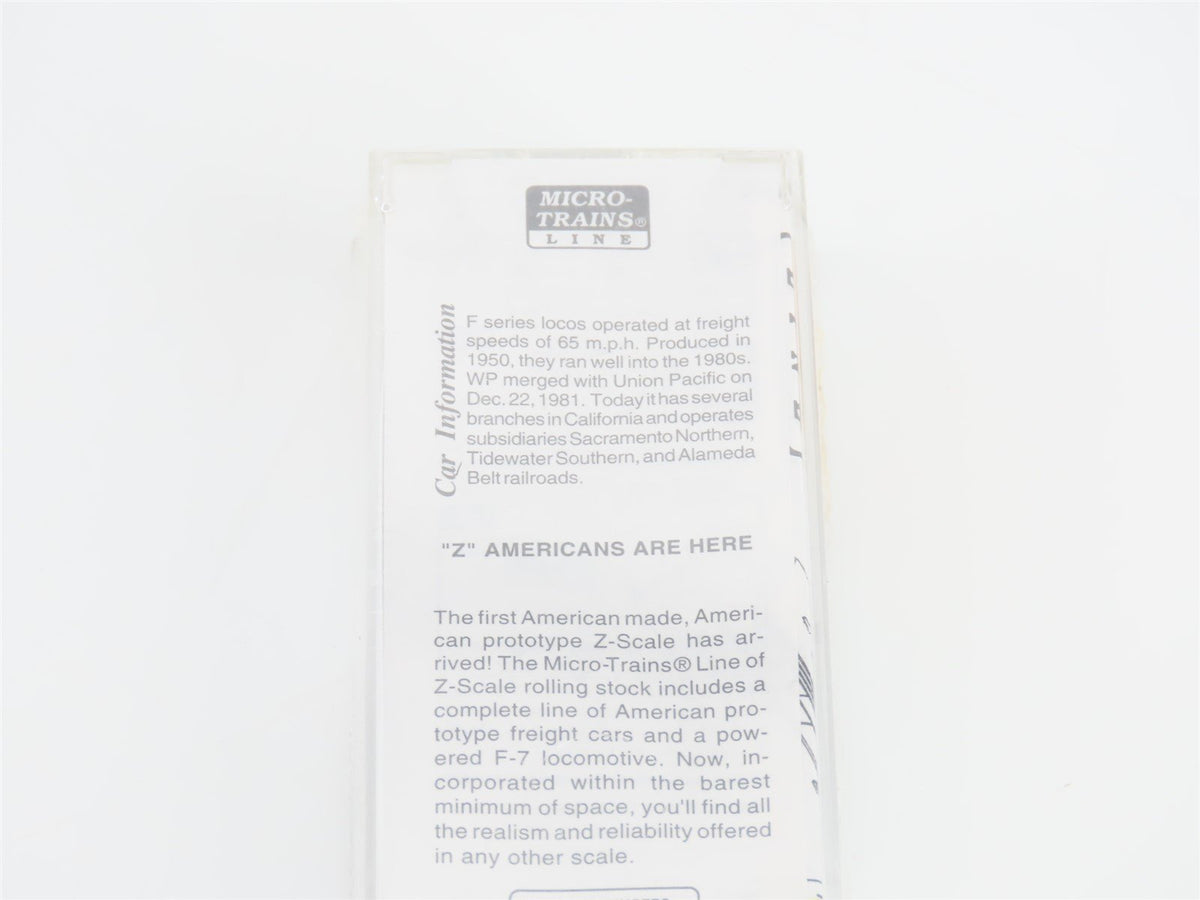 MICRO-
TRAINS®
LINE
Car Information
F series locos operated at freight
speeds of 65 m.p.h. Produced in
1950, they ran well into the 1980s.
WP merged with Union Pacific on
Dec. 22, 1981. Today it has several
branches in California and operates
subsidiaries Sacramento Northern,
Tidewater Southern, and Alameda
Belt railroads.
"Z" AMERICANS ARE HERE
The first American made, Ameri-
can prototype Z-Scale has ar-
rived! The Micro-Trains® Line of
Z-Scale rolling stock includes a
complete line of American pro-
totype freight cars and a pow-
ered F-7 locomotive. Now, in-
corporated within the barest
minimum of space, you'll find all
the realism and reliability offered
in any other scale.